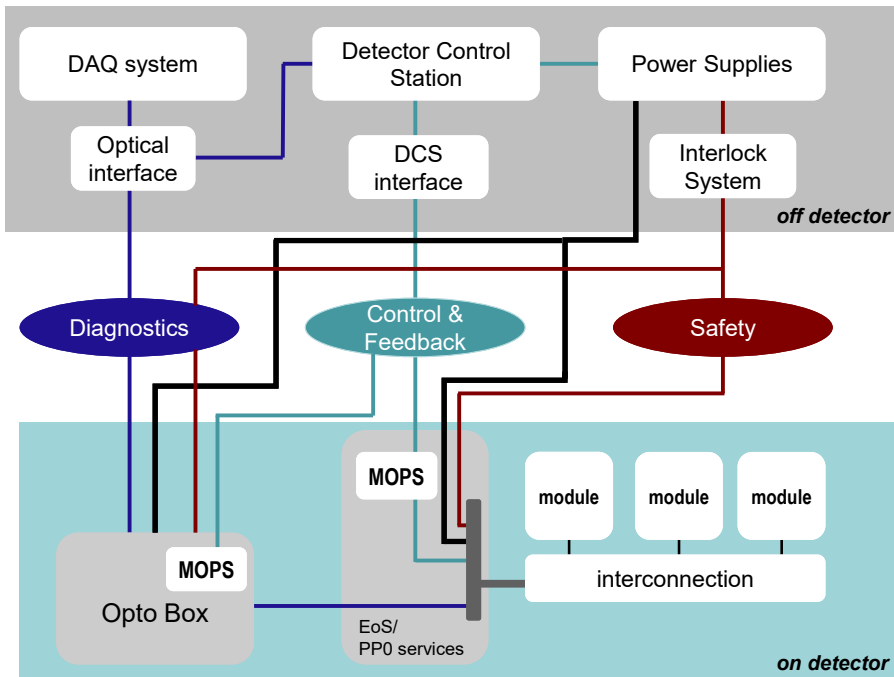 DAQ system
Detector Control
Station
Power Supplies
Optical
interface
DCS
interface
Interlock
System
off detector
Diagnostics
Control &
Feedback
Safety
MOPS
module
module
module
MOPS
interconnection
Opto Box
EoS/
PP0 services
on detector